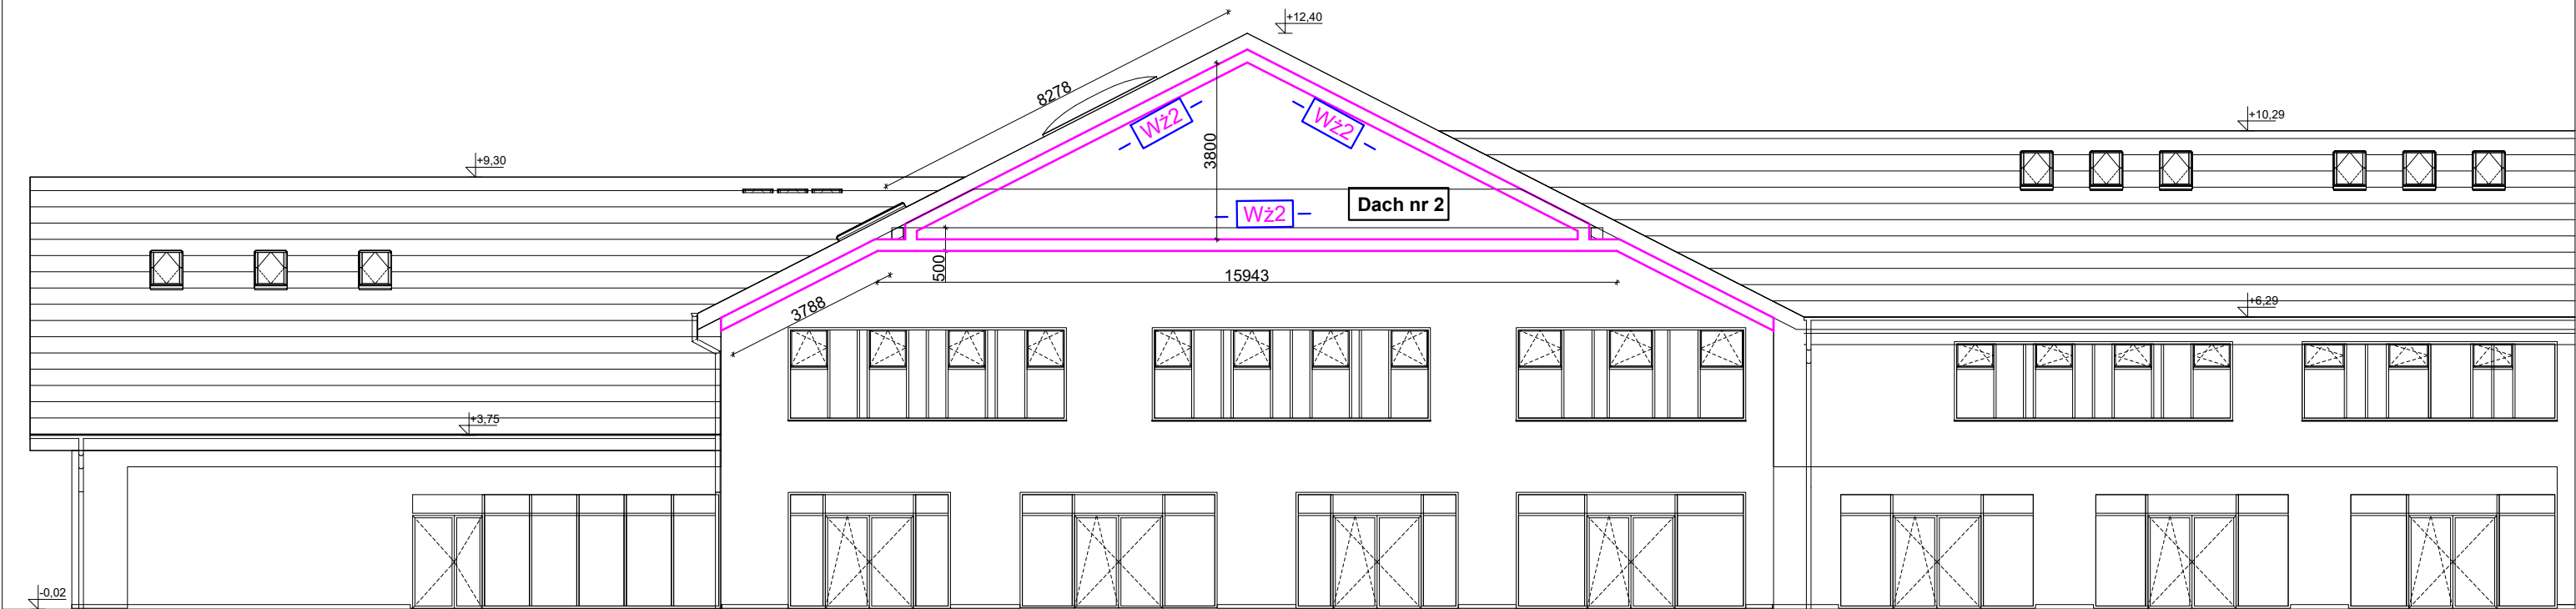 +12,40
8278
Wż2
Wż2
3800
+10,29
+9,30
Dach nr 2
Wż2
500
15943
3788
+6,29
+3,75
-0,02